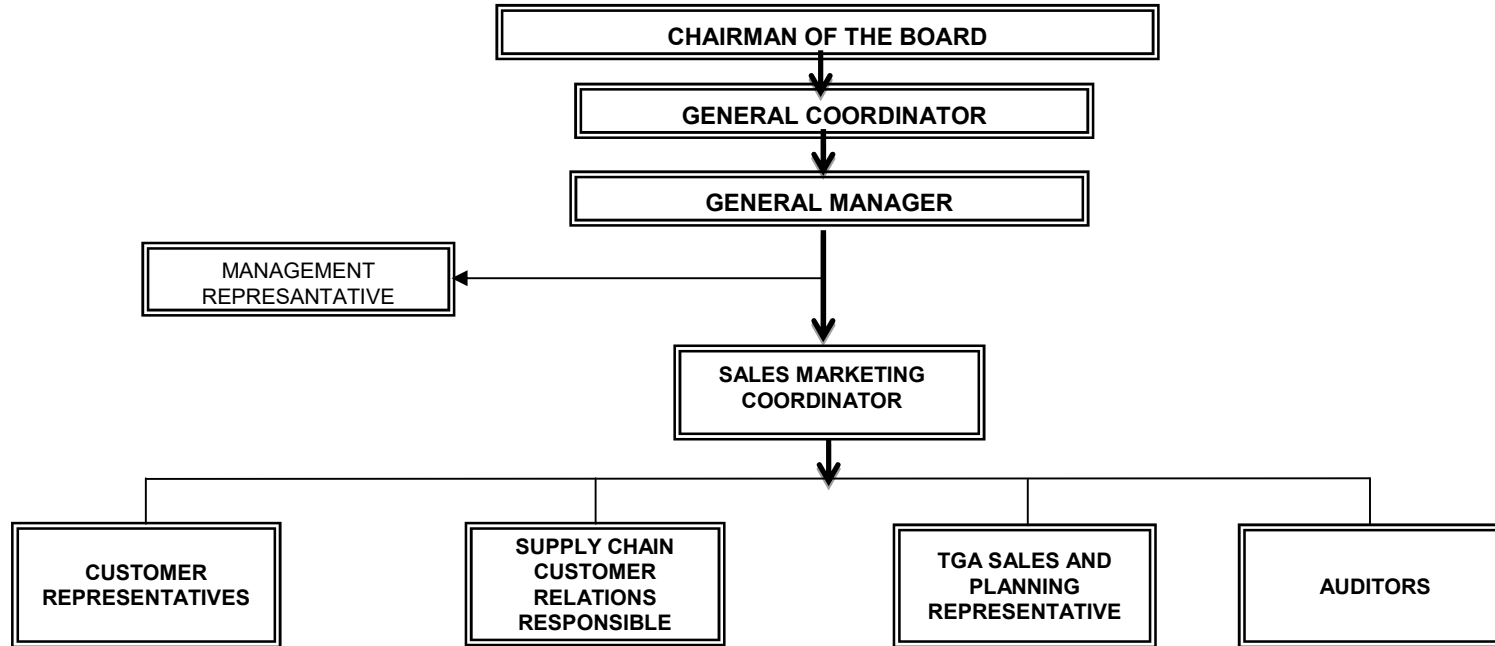 CHAIRMAN OF THE BOARD
GENERAL COORDINATOR
GENERAL MANAGER
MANAGEMENT
REPRESANTATIVE
SALES MARKETING
COORDINATOR
CUSTOMER
REPRESENTATIVES
SUPPLY CHAIN
CUSTOMER
RELATIONS
RESPONSIBLE
TGA SALES AND
PLANNING
REPRESENTATIVE
AUDITORS